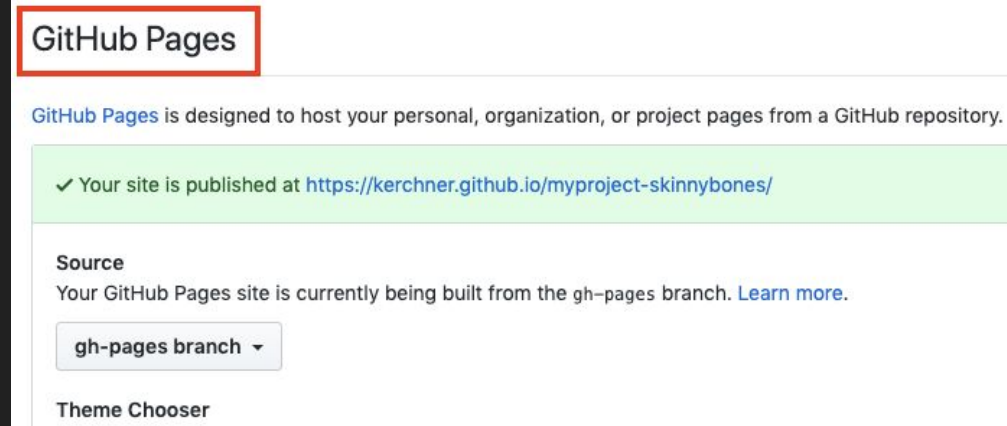 GitHub Pages
GitHub Pages is designed to host your personal, organization, or project pages from a GitHub repository.
✓ Your site is published at https://kerchner.github.io/myproject-skinnybones/
Source
Your GitHub Pages site is currently being built from the gh-pages branch. Learn more.
gh-pages branch
Theme Chooser